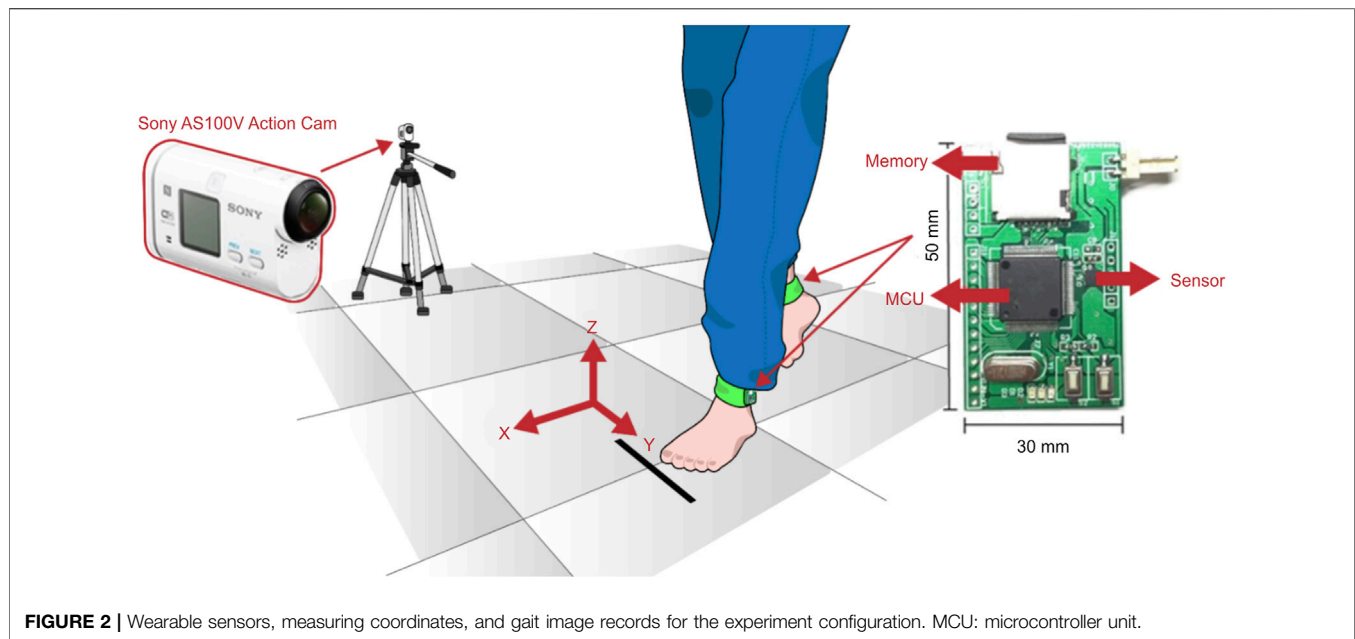 Sony AS100V Action Cam
SONY
Memory
50 mm
MCU
Sensor
Z
X
Y
30 mm
FIGURE 2 | Wearable sensors, measuring coordinates, and gait image records for the experiment configuration. MCU: microcontroller unit.